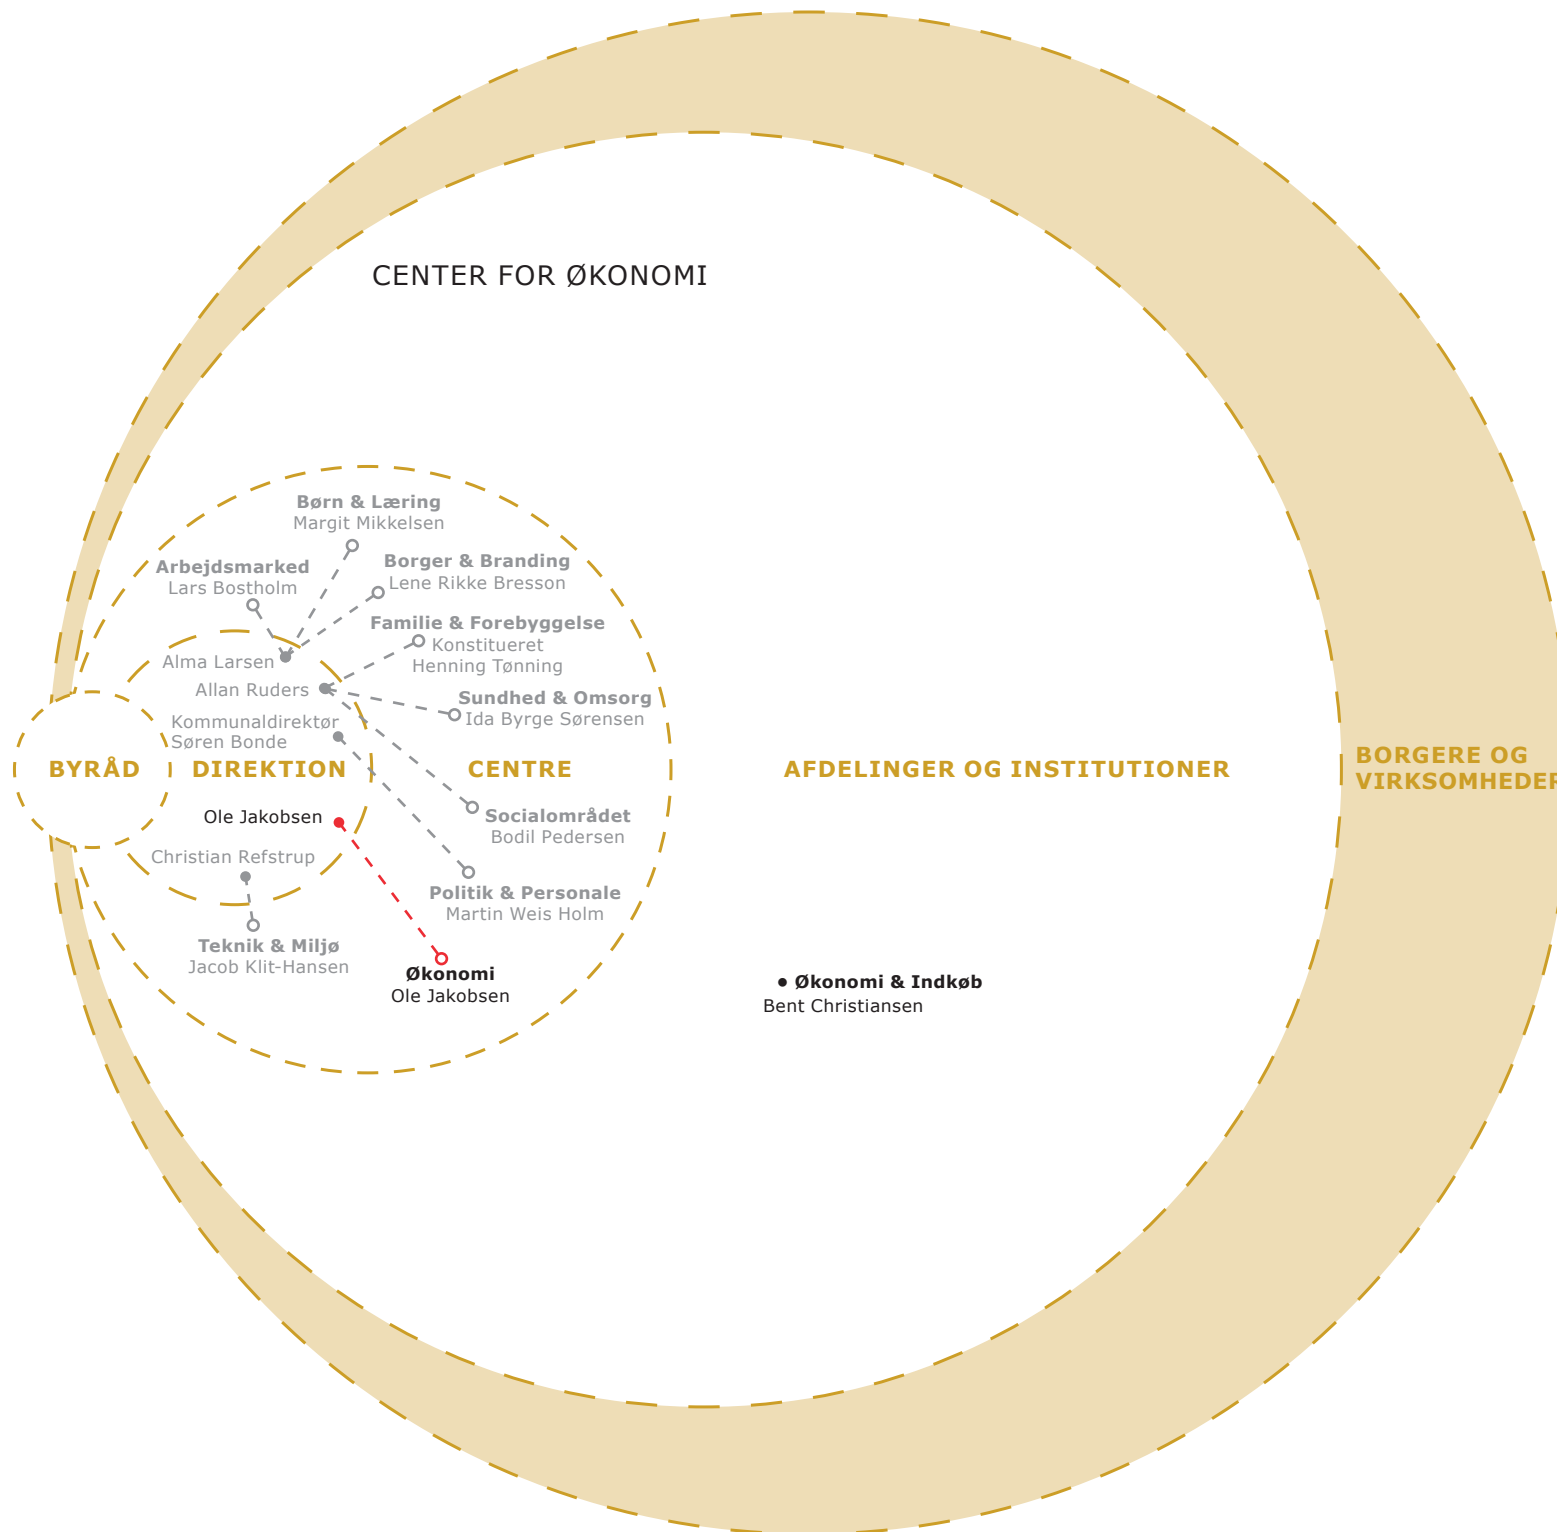 CENTER FOR ØKONOMI
Børn & Læring
Margit Mikkelsen
Arbejdsmarked
Lars Bostholm
Borger & Branding
Lene Rikke Bresson
Familie & Forebyggelse
Konstitueret
Henning Tønning
Alma Larsen
Allan Ruders
Sundhed & Omsorg
Ida Byrge Sørensen
Kommunaldirektør
Søren Bonde
BYRÅD
DIREKTION
CENTRE
AFDELINGER OG INSTITUTIONER
BORGERE OG
VIRKSOMHEDER
Ole Jakobsen
Socialområdet
Bodil Pedersen
Christian Refstrup
Politik & Personale
Martin Weis Holm
Teknik & Miljø
Jacob Klit-Hansen
Økonomi
Ole Jakobsen
• Økonomi & Indkøb
Bent Christiansen